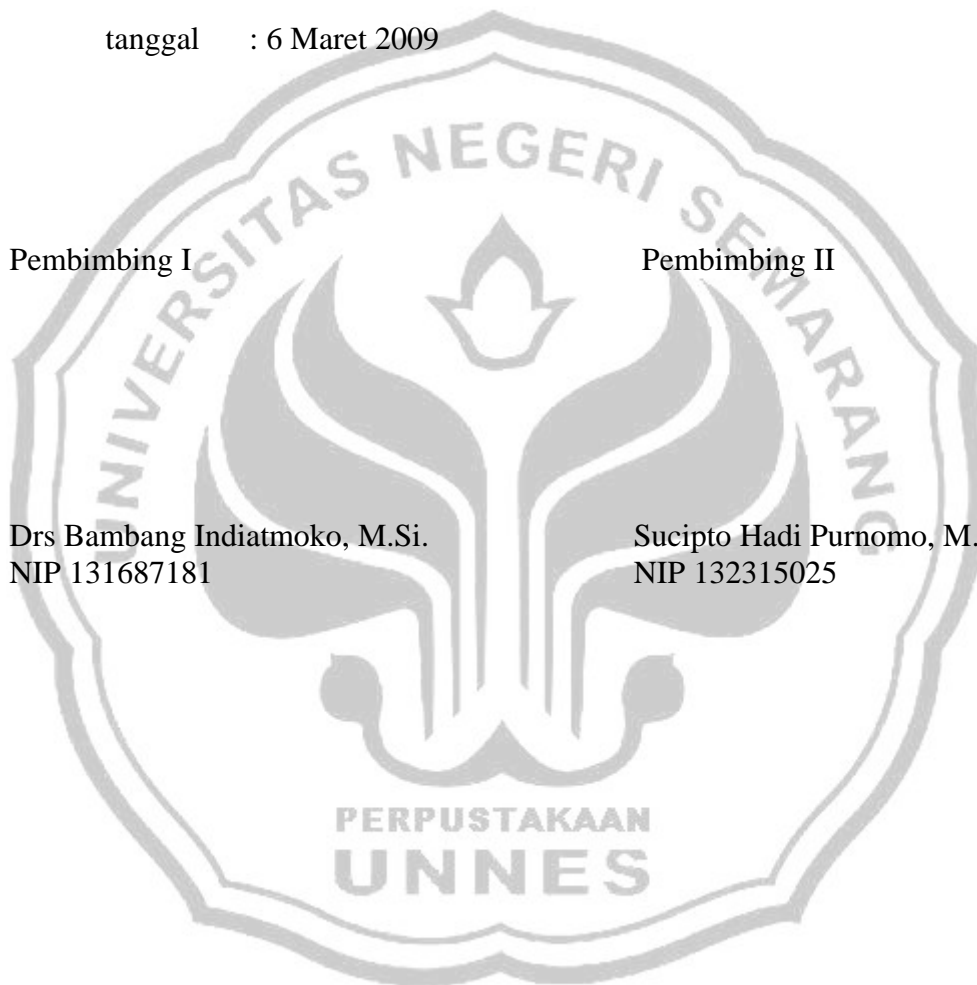 tanggal : 6 Maret 2009
UNIVERSITAS NEGERI SEMARANG
Pembimbing I Pembimbing II
Drs Bambang Indiatmoko, M.Si. Sucipto Hadi Purnomo, M.
NIP 131687181 NIP 132315025
PERPUSTAKAAN
UNNES